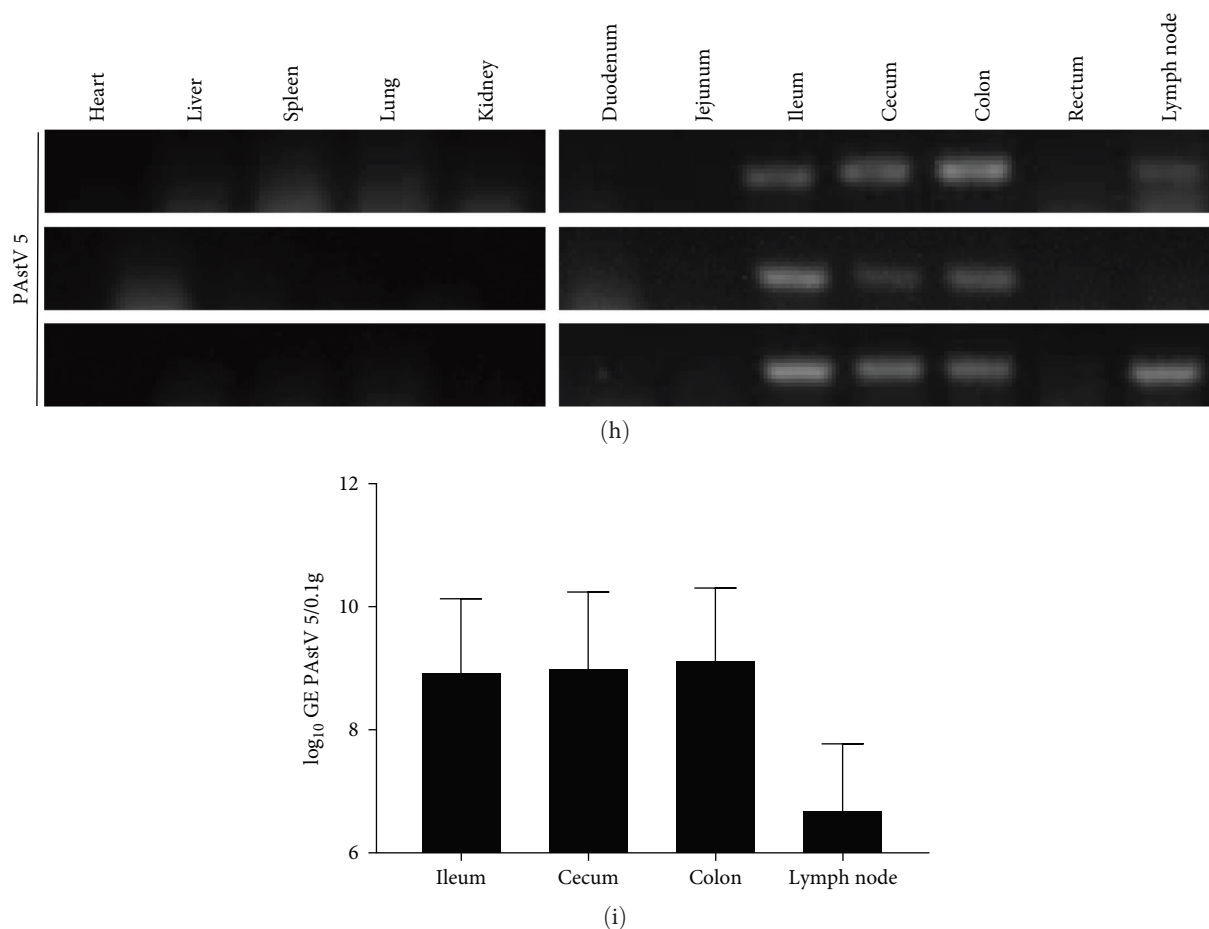 Heart
Liver
Spleen
Lung
Kidney
Duodenum
Jejunum
Ileum
Cecum
Colon
Rectum
Lymph node
PAstV 5
(h)
12
10
8
6
log₁₀ GE PAstV 5/0.1g
Ileum
Cecum
Colon
Lymph node
(i)